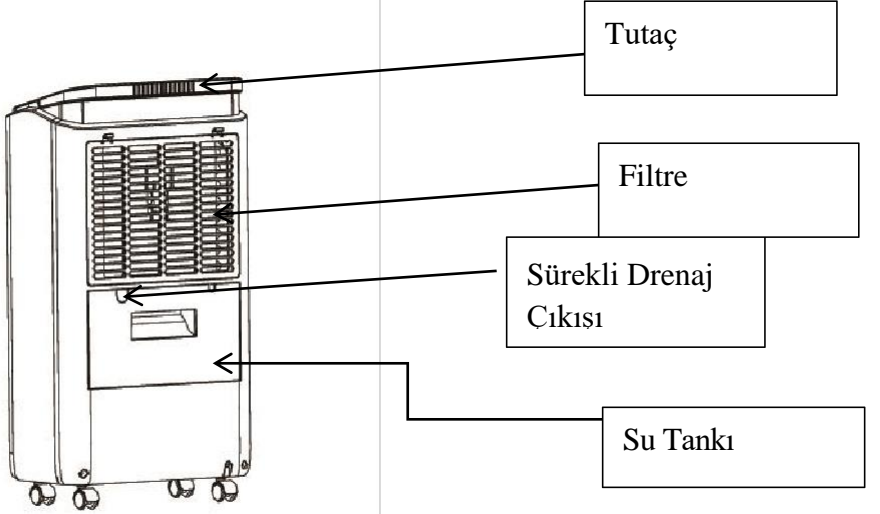 Tutaç
Filtre
Sürekli Drenaj
Çıkışı
Su Tankı